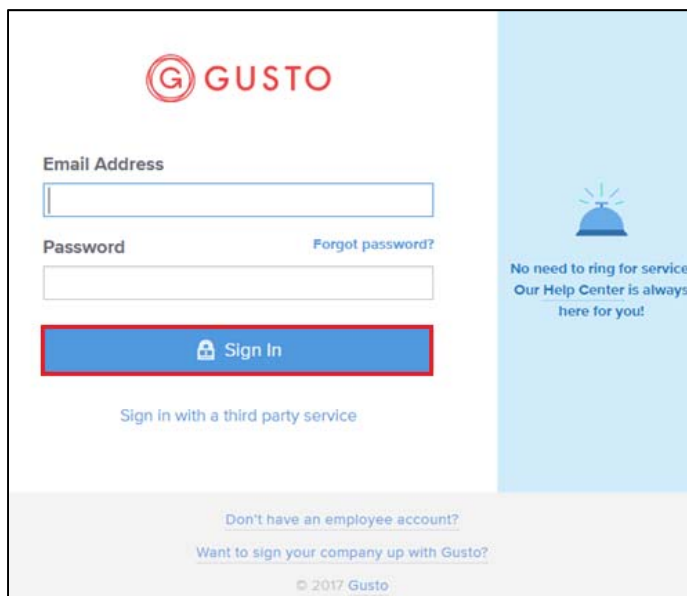 G GUSTO
Email Address
Password
Forgot password?
Sign In
Sign in with a third party service
No need to ring for service
Our Help Center is always
here for you!
Don't have an employee account?
Want to sign your company up with Gusto?
© 2017 Gusto